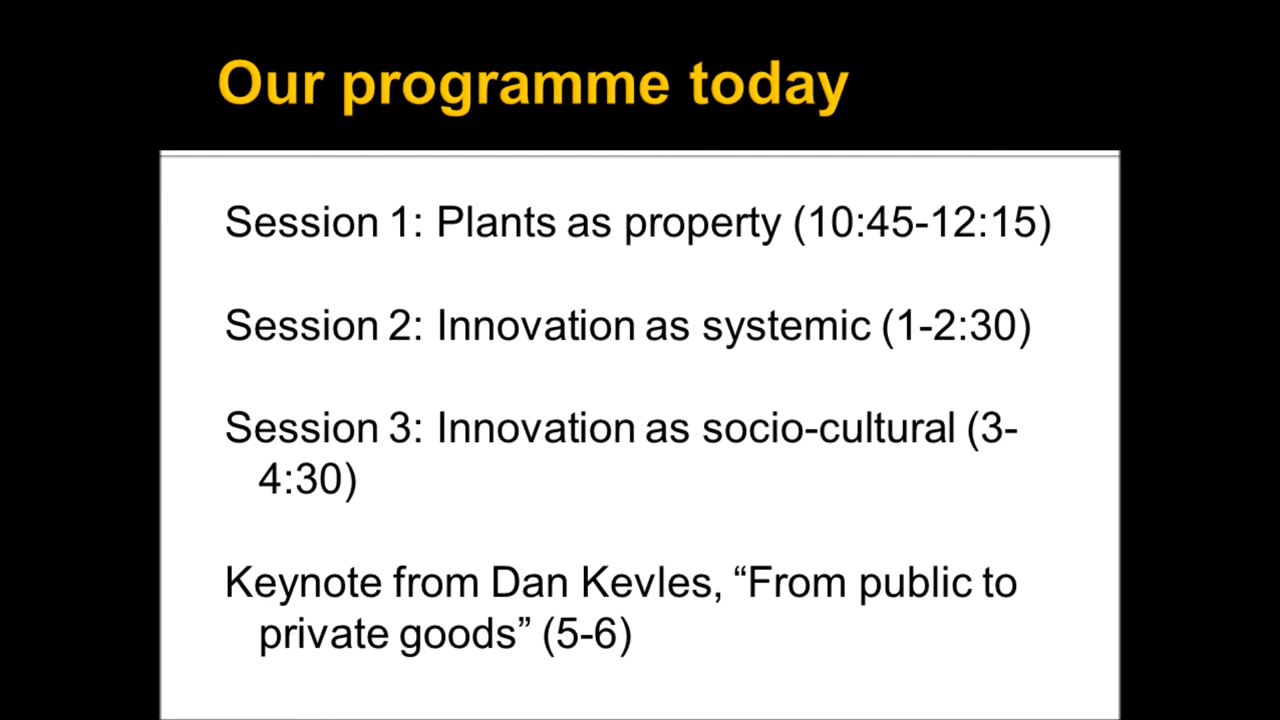 Our programme today
Session 1: Plants as property (10:45-12:15)
Session 2: Innovation as systemic (1-2:30)
Session 3: Innovation as socio-cultural (3-
4:30)
Keynote from Dan Kevles, “From public to
private goods” (5-6)